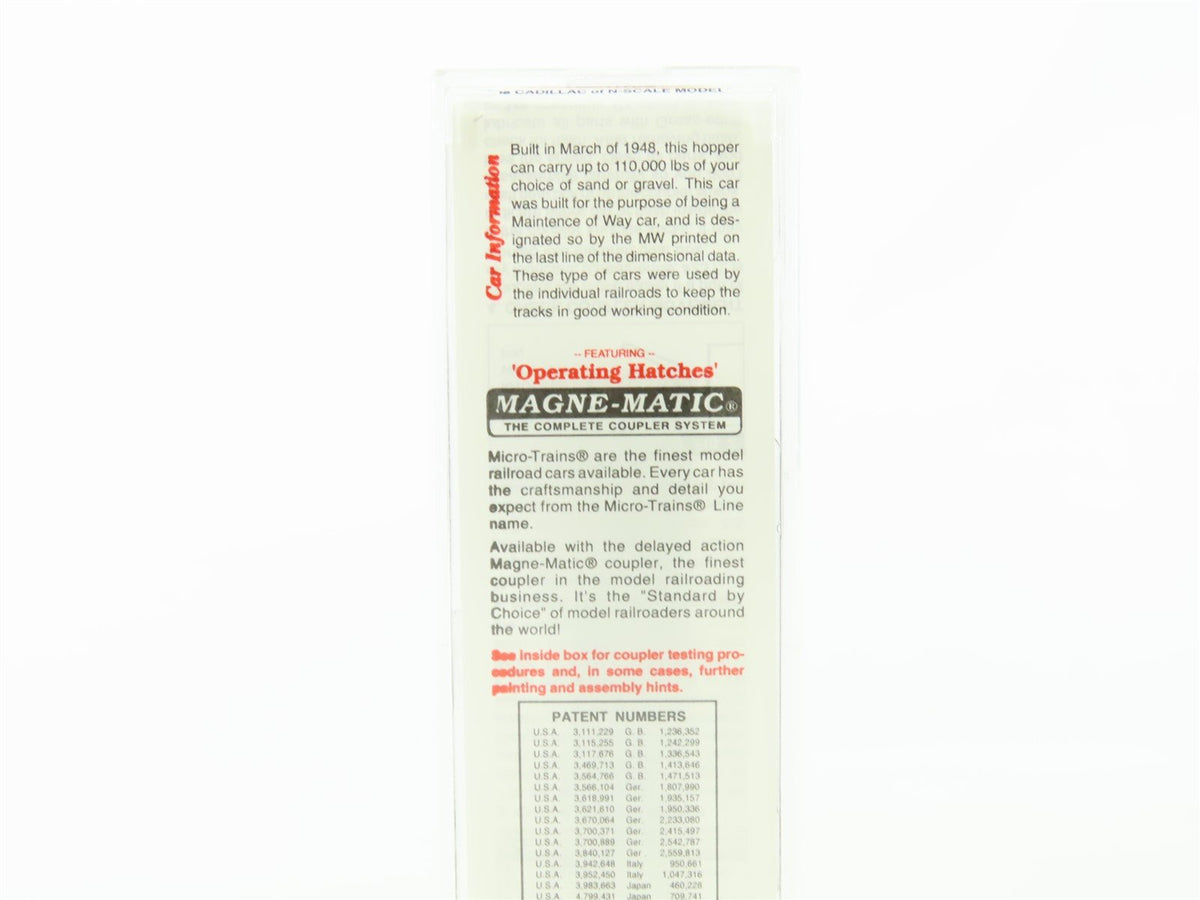 CADILLAC of N-SCALE MODEL
Car Information
Built in March of 1948, this hopper
can carry up to 110,000 lbs of your
choice of sand or gravel. This car
was built for the purpose of being a
Maintence of Way car, and is des-
ignated so by the MW printed on
the last line of the dimensional data.
These type of cars were used by
the individual railroads to keep the
tracks in good working condition.
-- FEATURING --
'Operating Hatches'
MAGNE-MATIC®
THE COMPLETE COUPLER SYSTEM
Micro-Trains® are the finest model
railroad cars available. Every car has
the craftsmanship and detail you
expect from the Micro-Trains® Line
name.
Available with the delayed action
Magne-Matic® coupler, the finest
coupler in the model railroading
business. It's the "Standard by
Choice" of model railroaders around
the world!
See inside box for coupler testing pro-
cedures and, in some cases, further
painting and assembly hints.
PATENT NUMBERS
U.S.A. 3,111,229 G. B. 1,236,352
U.S.A. 3,115,255 G. B. 1,242,299
U.S.A. 3,117,676 G. B. 1,336,543
U.S.A. 3,469,713 G. B. 1,413,646
U.S.A. 3,564,766 G. B. 1,471,513
U.S.A. 3,566,104 Ger. 1,807,990
U.S.A. 3,618,991 Ger. 1,935,157
U.S.A. 3,621,610 Ger. 1,950,336
U.S.A. 3,670,064 Ger. 2,233,080
U.S.A. 3,700,371 Ger. 2,415,497
U.S.A. 3,700,889 Ger. 2,542,787
U.S.A. 3,840,127 Ger. 2,559,813
U.S.A. 3,942,648 Italy 950,661
U.S.A. 3,952,450 Italy 1,047,316
U.S.A. 3,983,663 Japan 460,228
U.S.A. 4,799,431 Japan 709,741